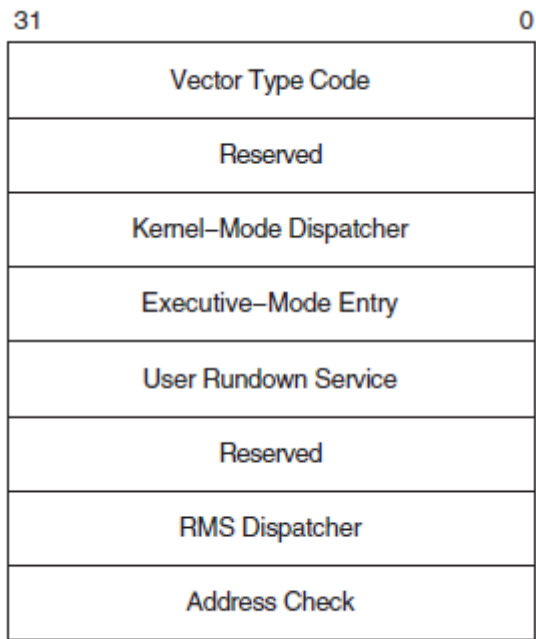 31 0
Vector Type Code
Reserved
Kernel–Mode Dispatcher
Executive–Mode Entry
User Rundown Service
Reserved
RMS Dispatcher
Address Check